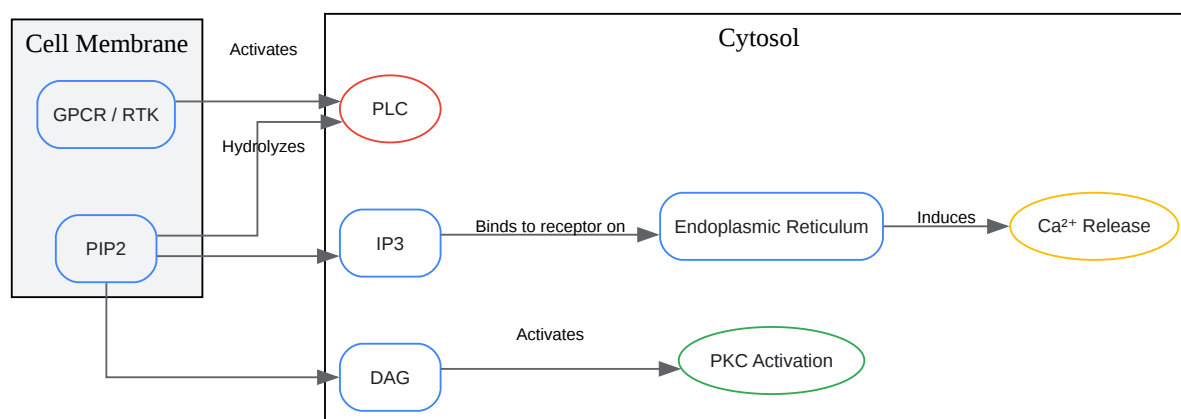 Cell Membrane
Cytosol
Activates
GPCR / RTK
PLC
Hydrolyzes
PIP2
IP3
Binds to receptor on
Endoplasmic Reticulum
Induces
Ca²⁺ Release
DAG
Activates
PKC Activation